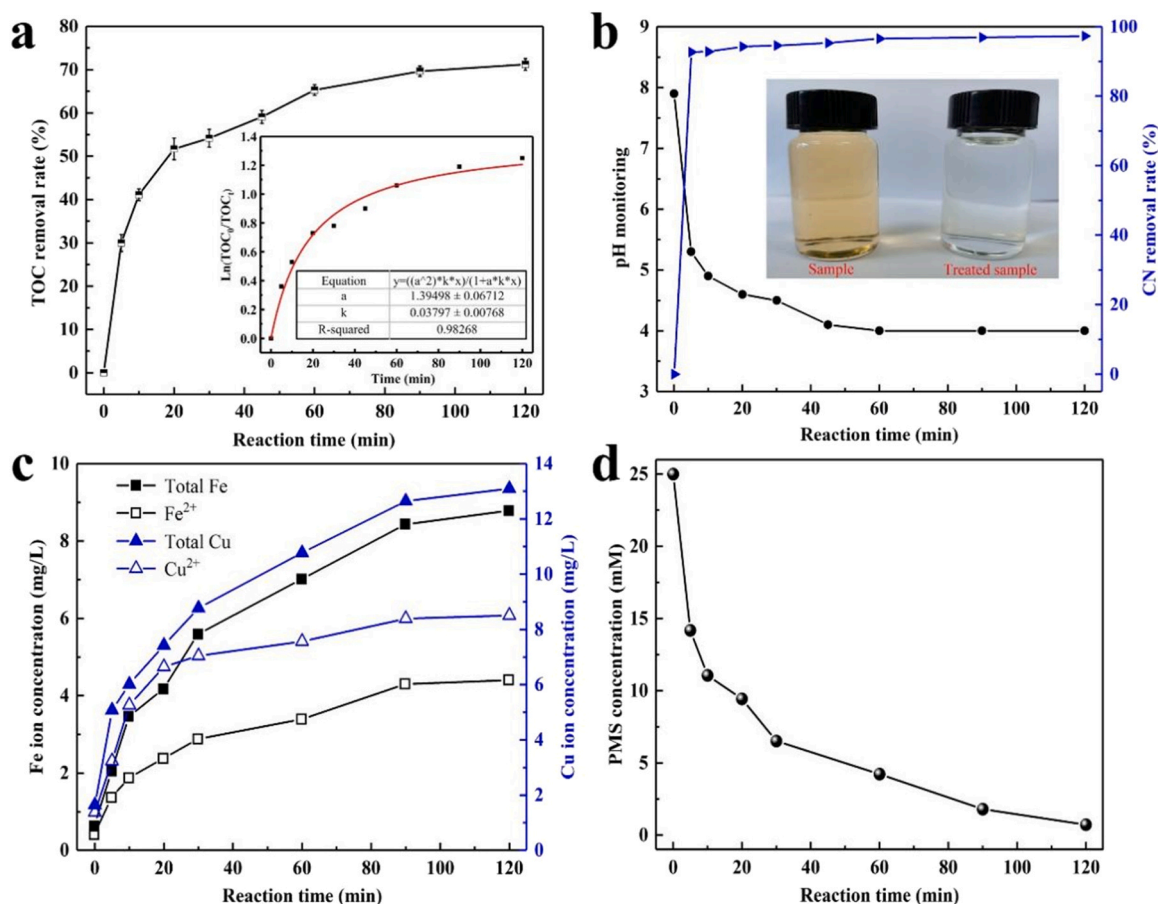 a
TOC removal rate (%)
80
70
60
50
40
30
20
10
0
0 20 40 60 80 100 120
Reaction time (min)
Ln(TOC0/TOCt)
1.4
1.2
1.0
0.8
0.6
0.4
0.2
0.0
Equation y=((a^2)*k*x)/(1+a*k*x)
a 1.39498 ± 0.06712
k 0.03797 ± 0.00768
R-squared 0.98268
0 20 40 60 80 100 120
Time (min)
b
pH monitoring
9
8
7
6
5
4
3
0 20 40 60 80 100 120
Reaction time (min)
CN removal rate (%)
100
80
60
40
20
0
Sample
Treated sample
c
Fe ion concentraton (mg/L)
10
8
6
4
2
0
Total Fe
Fe2+
Total Cu
Cu2+
0 20 40 60 80 100 120
Reaction time (min)
Cu ion concentration (mg/L)
14
12
10
8
6
4
2
0
d
PMS concentration (mM)
25
20
15
10
5
0
0 20 40 60 80 100 120
Reaction time (min)